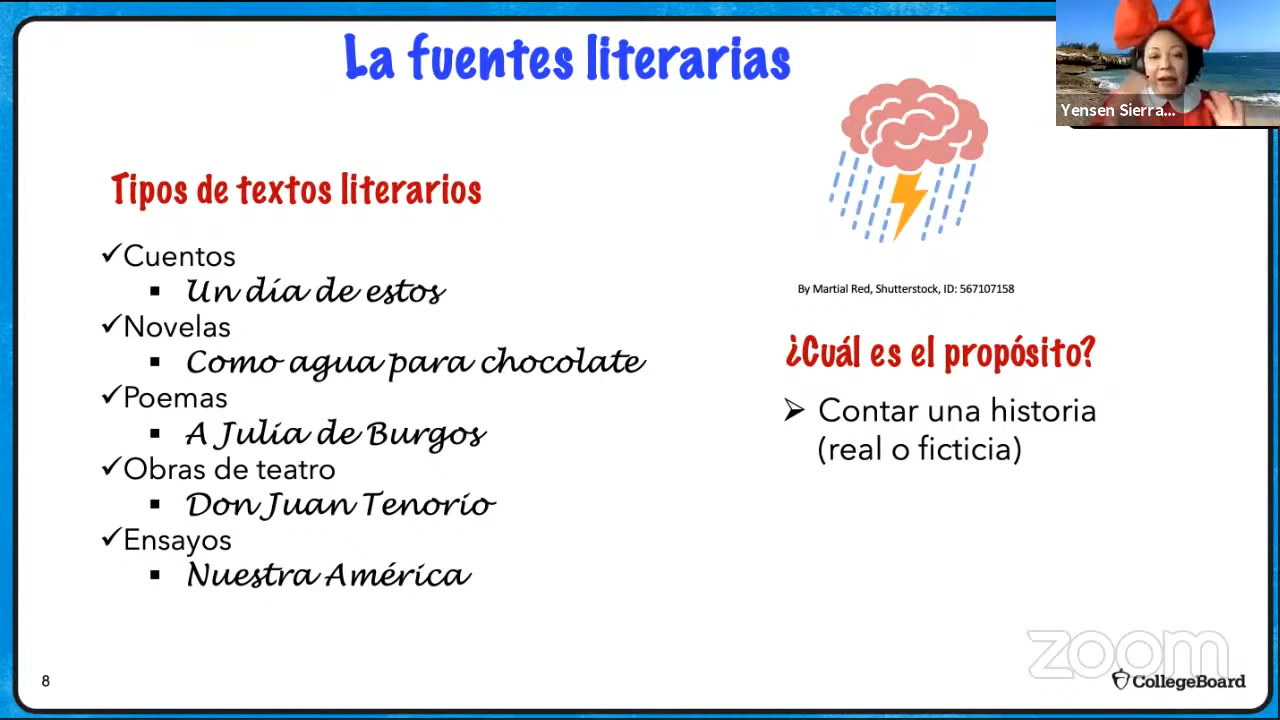 La fuentes literarias
Yensen Sierra...
Tipos de textos literarios
✓Cuentos
▪ Un día de estos
✓Novelas
▪ Como agua para chocolate
✓Poemas
▪ A Julia de Burgos
✓Obras de teatro
▪ Don Juan Tenorio
✓Ensayos
▪ Nuestra América
By Martial Red, Shutterstock, ID: 567107158
¿Cuál es el propósito?
➢ Contar una historia
(real o ficticia)
zoom
8
CollegeBoard